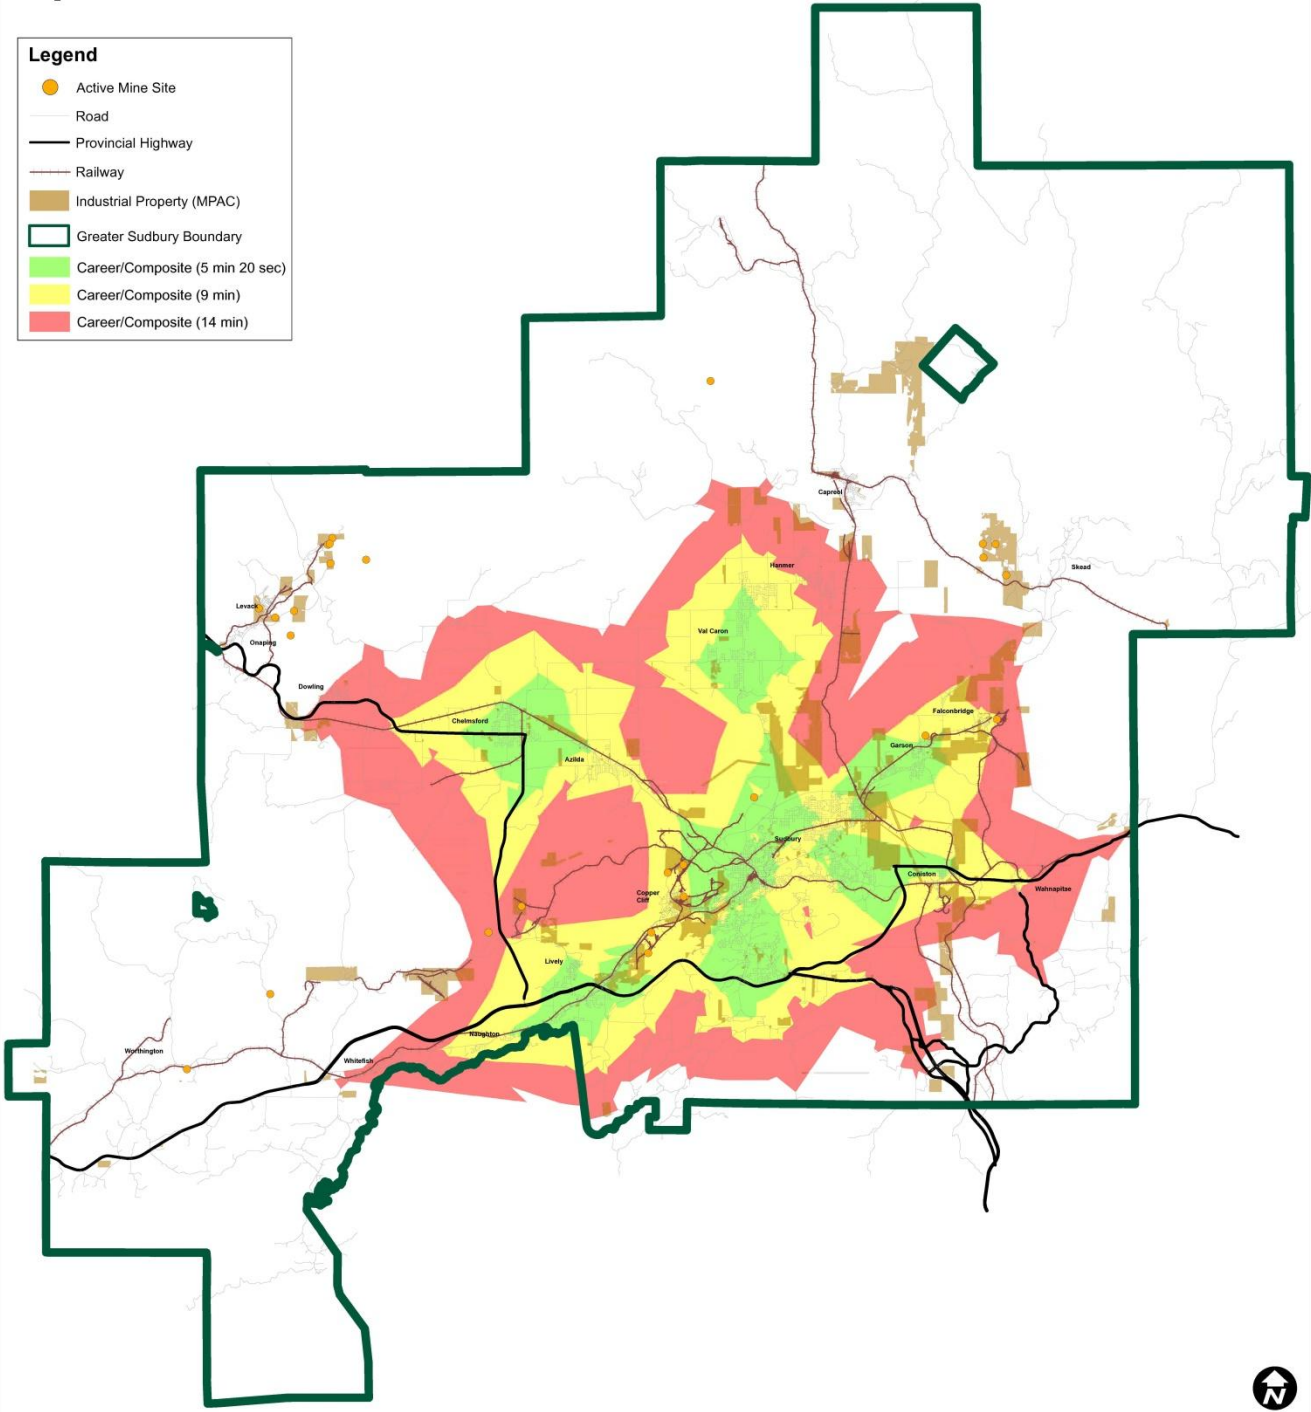 Legend
Active Mine Site
Road
Provincial Highway
Railway
Industrial Property (MPAC)
Greater Sudbury Boundary
Career/Composite (5 min 20 sec)
Career/Composite (9 min)
Career/Composite (14 min)
Capreol
Hanmer
Skead
Levack
Val Caron
Onaping
Dowling
Falconbridge
Chelmsford
Garson
Azilda
Sudbury
Coniston
Wahnapitae
Copper
Cliff
Lively
Naughton
Worthington
Whitefish
N